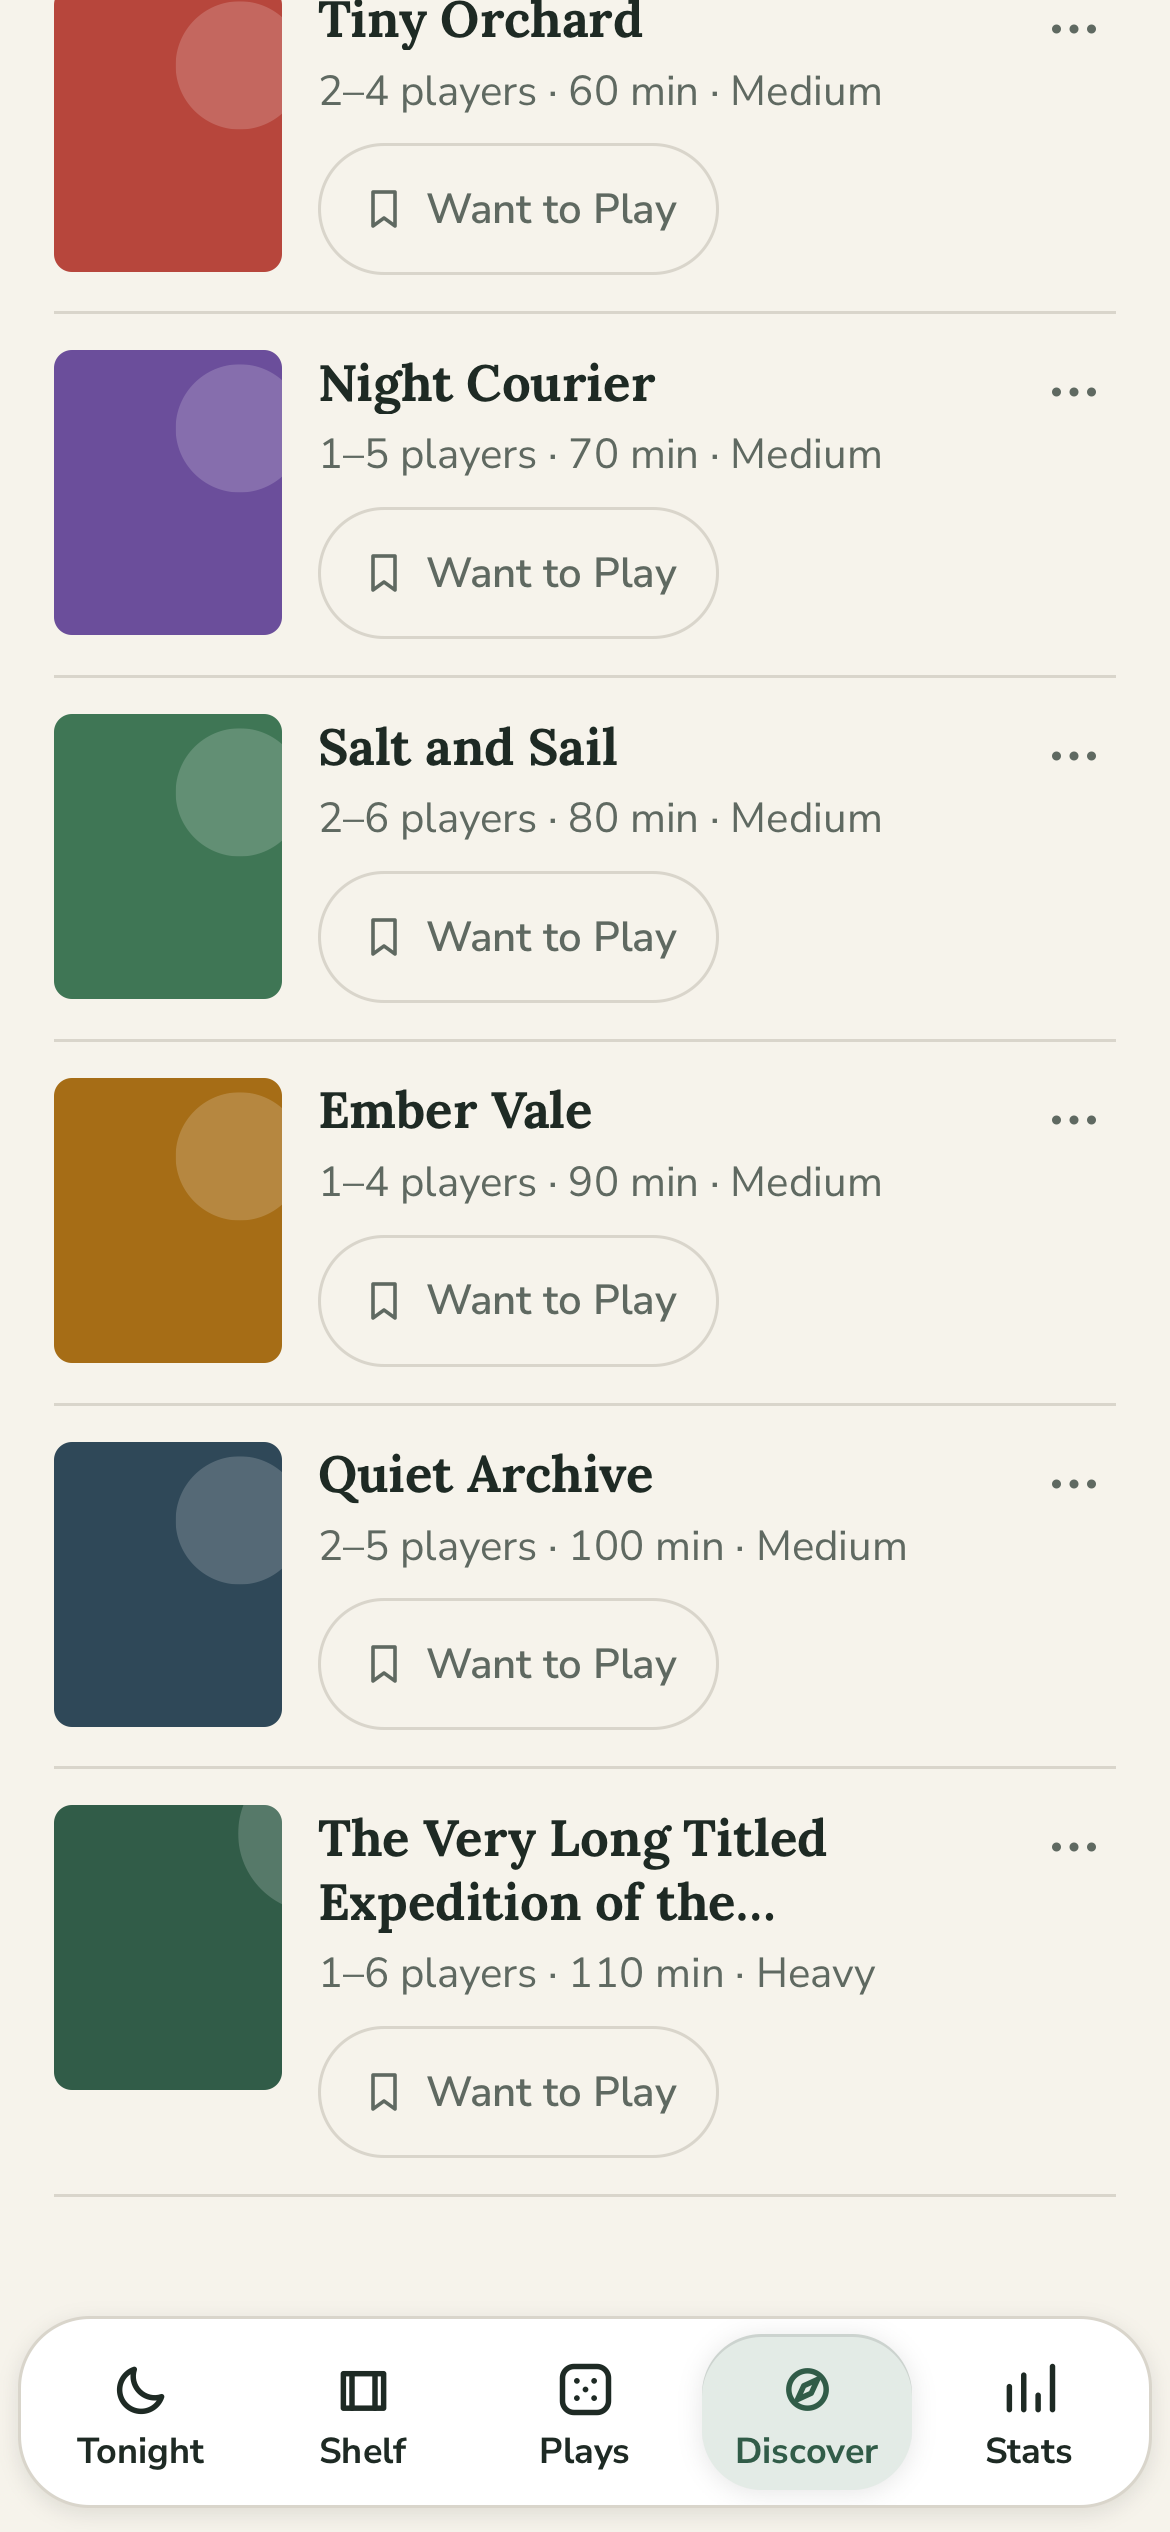 Tiny Orchard
2–4 players · 60 min · Medium
Want to Play
Night Courier
1–5 players · 70 min · Medium
Want to Play
Salt and Sail
2–6 players · 80 min · Medium
Want to Play
Ember Vale
1–4 players · 90 min · Medium
Want to Play
Quiet Archive
2–5 players · 100 min · Medium
Want to Play
The Very Long Titled
Expedition of the...
1–6 players · 110 min · Heavy
Want to Play
Tonight Shelf Plays Discover Stats